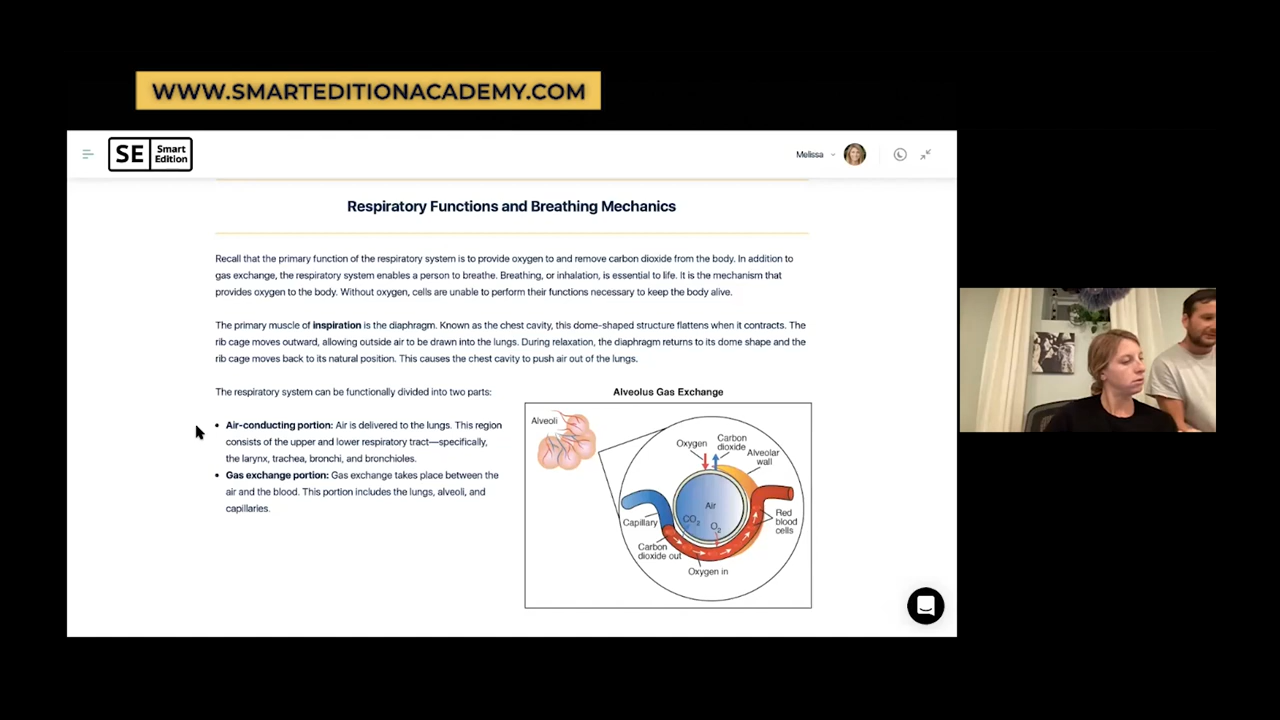 WWW.SMARTEDITIONACADEMY.COM
SE Smart Edition
Melissa
Respiratory Functions and Breathing Mechanics
Recall that the primary function of the respiratory system is to provide oxygen to and remove carbon dioxide from the body. In addition to
gas exchange, the respiratory system enables a person to breathe. Breathing, or inhalation, is essential to life. It is the mechanism that
provides oxygen to the body. Without oxygen, cells are unable to perform their functions necessary to keep the body alive.
The primary muscle of inspiration is the diaphragm. Known as the chest cavity, this dome-shaped structure flattens when it contracts. The
rib cage moves outward, allowing outside air to be drawn into the lungs. During relaxation, the diaphragm returns to its dome shape and the
rib cage moves back to its natural position. This causes the chest cavity to push air out of the lungs.
The respiratory system can be functionally divided into two parts:
• Air-conducting portion: Air is delivered to the lungs. This region
consists of the upper and lower respiratory tract—specifically,
the larynx, trachea, bronchi, and bronchioles.
• Gas exchange portion: Gas exchange takes place between the
air and the blood. This portion includes the lungs, alveoli, and
capillaries.
Alveolus Gas Exchange
Alveoli
Oxygen
Carbon
dioxide
Alveolar
wall
Air
Capillary
CO2
O2
Red
blood
cells
Carbon
dioxide out
Oxygen in